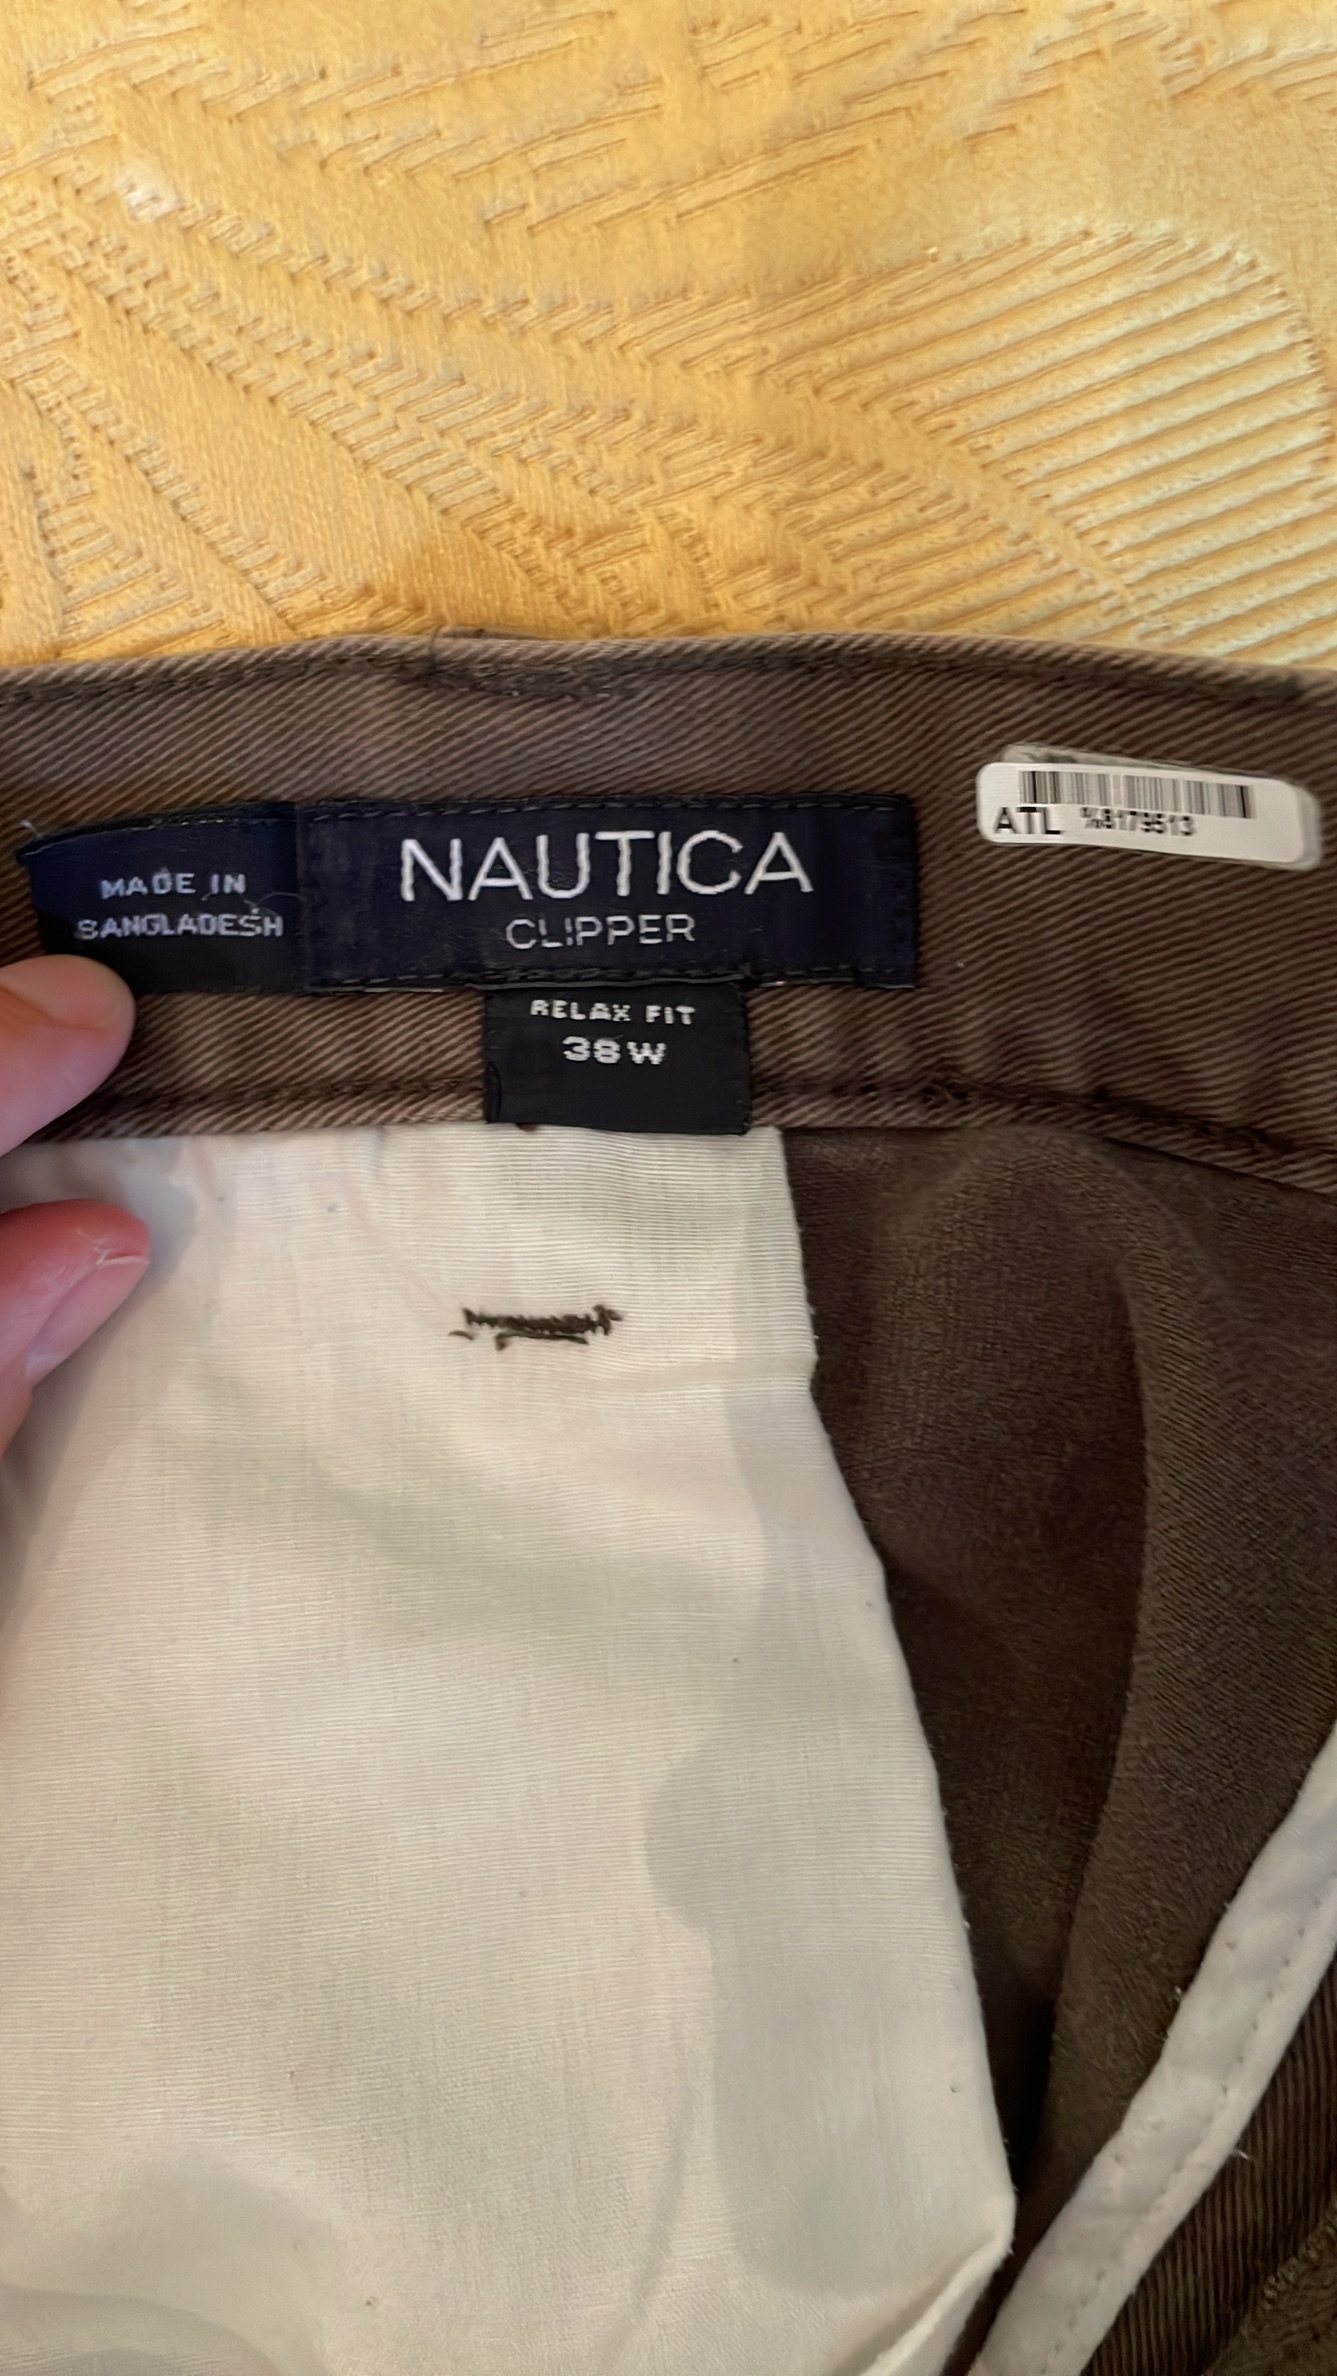 MADE IN
BANGLADESH
NAUTICA
CLIPPER
RELAX FIT
38W
ATL